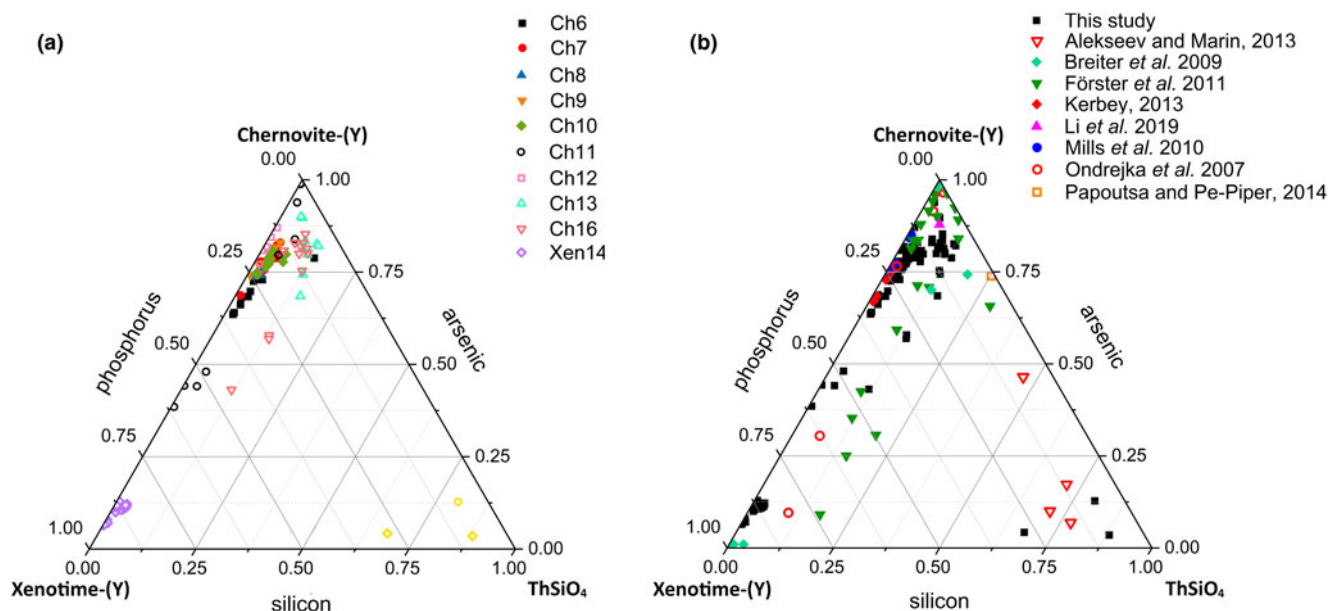 (a)
Ch6
Ch7
Ch8
Ch9
Ch10
Ch11
Ch12
Ch13
Ch16
Xen14
Chernovite-(Y)
0.00
1.00
0.25
0.75
phosphorus
arsenic
0.50
0.50
0.75
0.25
1.00
0.00
Xenotime-(Y)
0.00
0.25
0.50
0.75
1.00
ThSiO₄
silicon
(b)
This study
Alekseev and Marin, 2013
Breiter et al. 2009
Förster et al. 2011
Kerbey, 2013
Li et al. 2019
Mills et al. 2010
Ondrejka et al. 2007
Papoutsa and Pe-Piper, 2014
Chernovite-(Y)
0.00
1.00
0.25
0.75
phosphorus
arsenic
0.50
0.50
0.75
0.25
1.00
0.00
Xenotime-(Y)
0.00
0.25
0.50
0.75
1.00
ThSiO₄
silicon